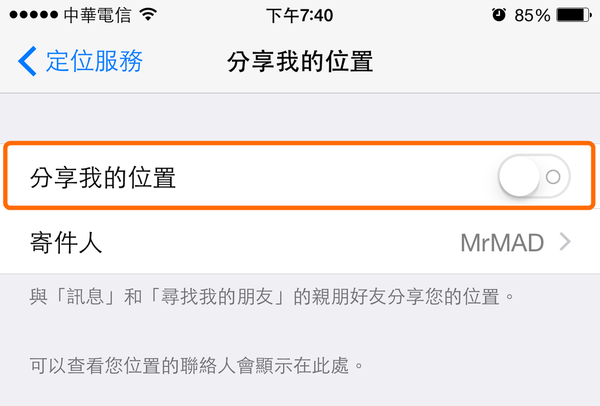 中華電信 下午7:40 85%
定位服務 分享我的位置
分享我的位置
寄件人 MrMAD
與「訊息」和「尋找我的朋友」的親朋好友分享您的位置。
可以查看您位置的聯絡人會顯示在此處。